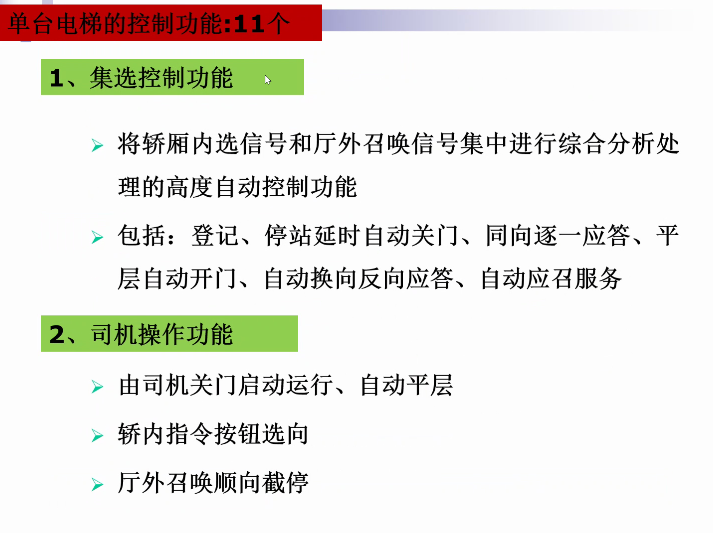 单台电梯的控制功能:11个
1、集选控制功能
将轿厢内选信号和厅外召唤信号集中进行综合分析处
理的高度自动控制功能
包括：登记、停站延时自动关门、同向逐一应答、平
层自动开门、自动换向反向应答、自动应召服务
2、司机操作功能
由司机关门启动运行、自动平层
轿内指令按钮选向
厅外召唤顺向截停